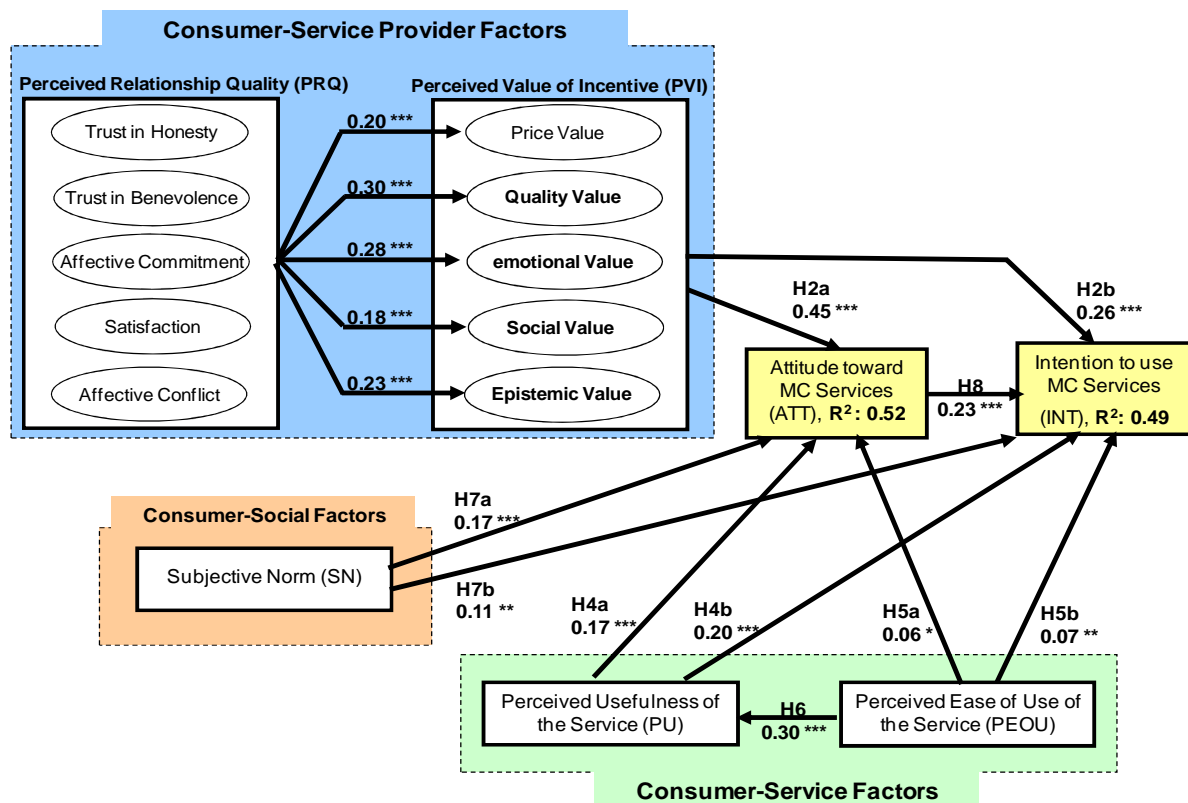 Consumer-Service Provider Factors
Perceived Relationship Quality (PRQ)
Perceived Value of Incentive (PVI)
Trust in Honesty
Trust in Benevolence
Affective Commitment
Satisfaction
Affective Conflict
0.20 ***
0.30 ***
0.28 ***
0.18 ***
0.23 ***
Price Value
Quality Value
emotional Value
Social Value
Epistemic Value
H2a
0.45 ***
H2b
0.26 ***
Attitude toward
MC Services
(ATT), R²: 0.52
H8
0.23 ***
Intention to use
MC Services
(INT), R²: 0.49
Consumer-Social Factors
Subjective Norm (SN)
H7a
0.17 ***
H7b
0.11 **
H4a
0.17 ***
H4b
0.20 ***
H5a
0.06 *
H5b
0.07 **
Perceived Usefulness of
the Service (PU)
H6
0.30 ***
Perceived Ease of Use of
the Service (PEOU)
Consumer-Service Factors